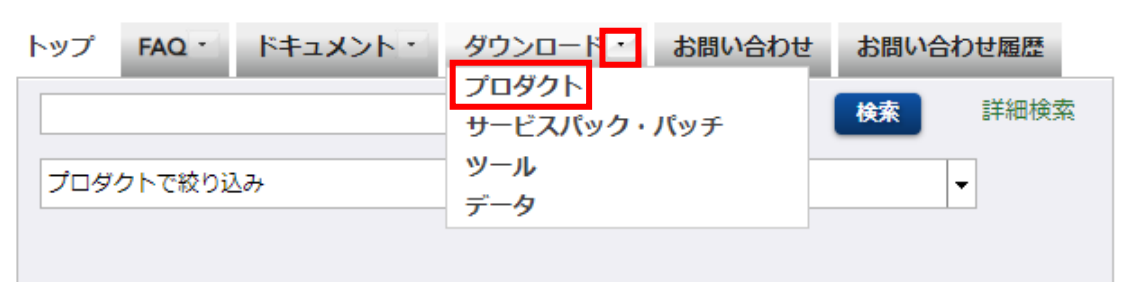 トップ FAQ ドキュメント ダウンロード お問い合わせ お問い合わせ履歴
プロダクト
検索 詳細検索
サービスパック・パッチ
ツール
プロダクトで絞り込み
データ